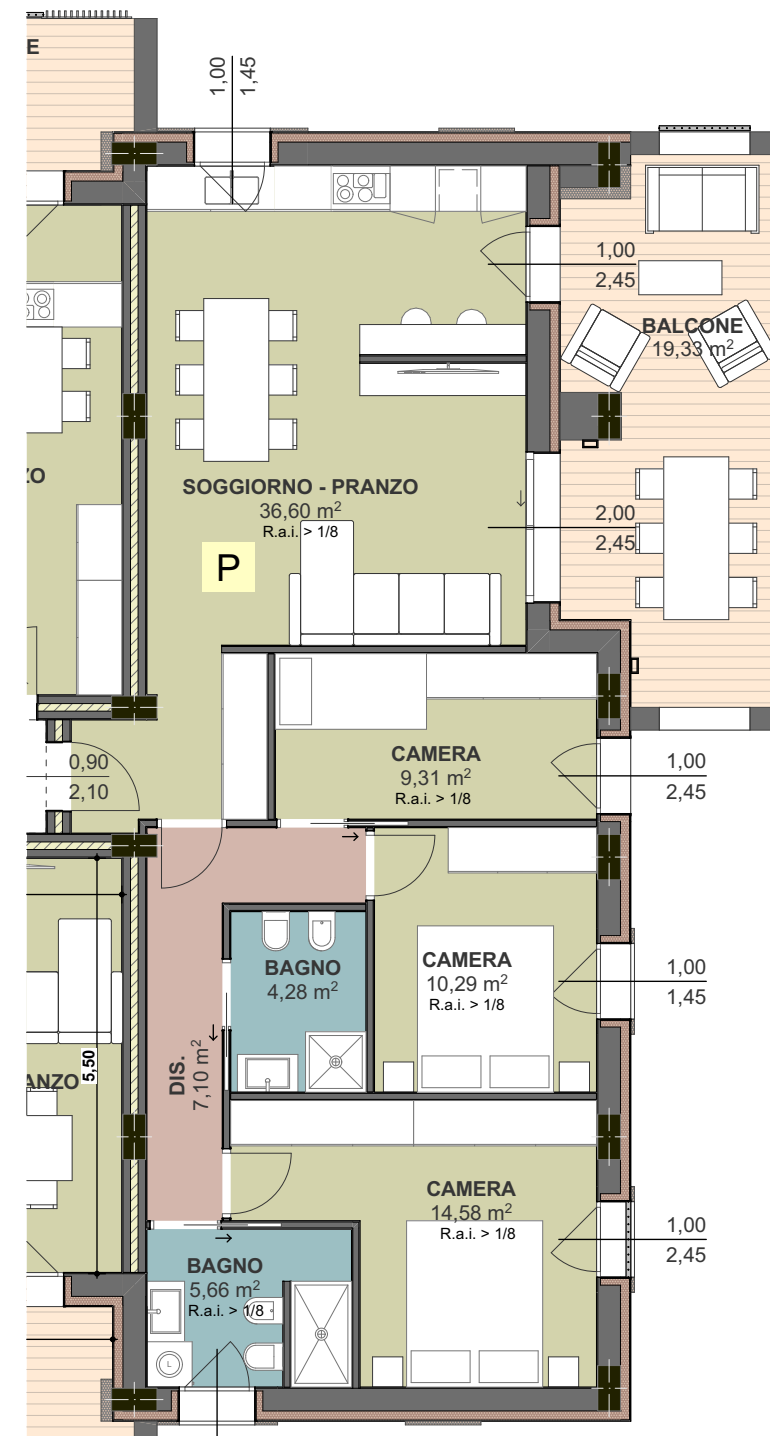 E
1,00
1,45
1,00
2,45
BALCONE
19,33 m²
ZO
SOGGIORNO - PRANZO
36,60 m²
R.a.i. > 1/8
2,00
2,45
P
0,90
2,10
CAMERA
9,31 m²
R.a.i. > 1/8
1,00
2,45
BAGNO
4,28 m²
CAMERA
10,29 m²
R.a.i. > 1/8
1,00
1,45
5,50
ANZO
DIS.
7,10 m²
CAMERA
14,58 m²
R.a.i. > 1/8
1,00
2,45
BAGNO
5,66 m²
R.a.i. > 1/8
L